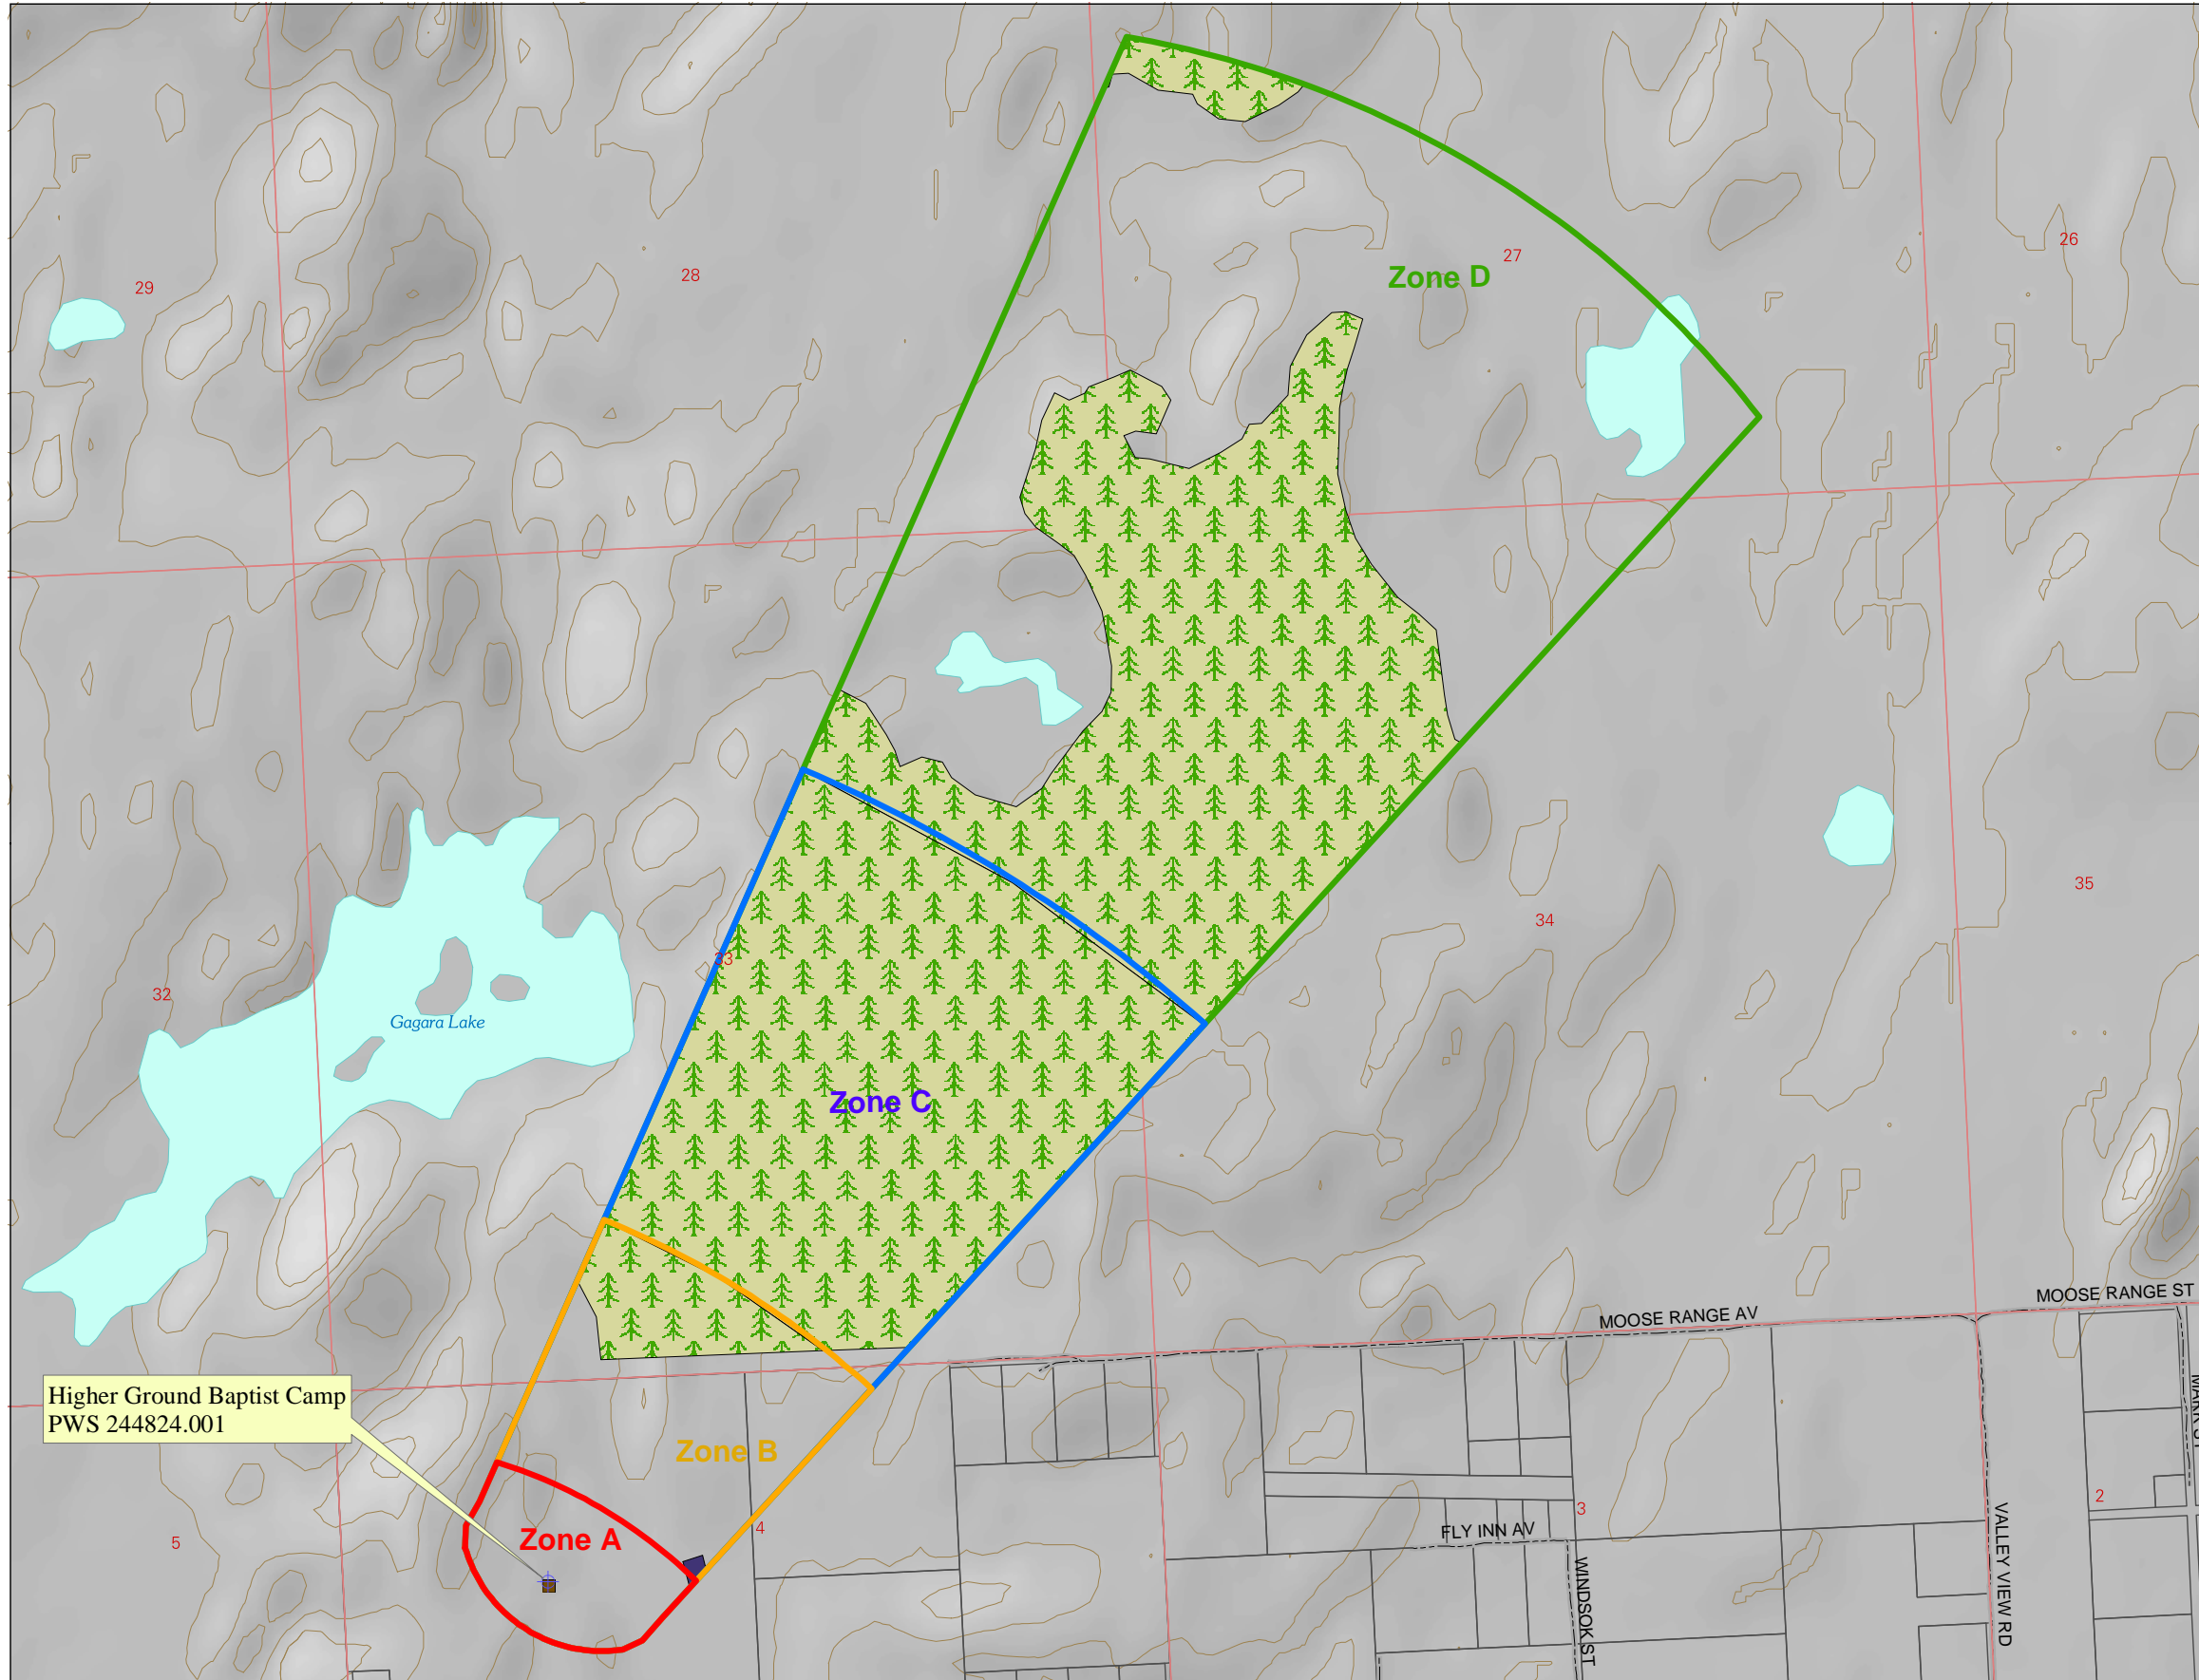 26
27
Zone D
28
29
35
34
33
32
Gagara Lake
Zone C
MOOSE RANGE ST
MOOSE RANGE AV
Higher Ground Baptist Camp
PWS 244824.001
Zone B
2
3
4
5
FLY INN AV
Zone A
VALLEY VIEW RD
WINDSOK ST